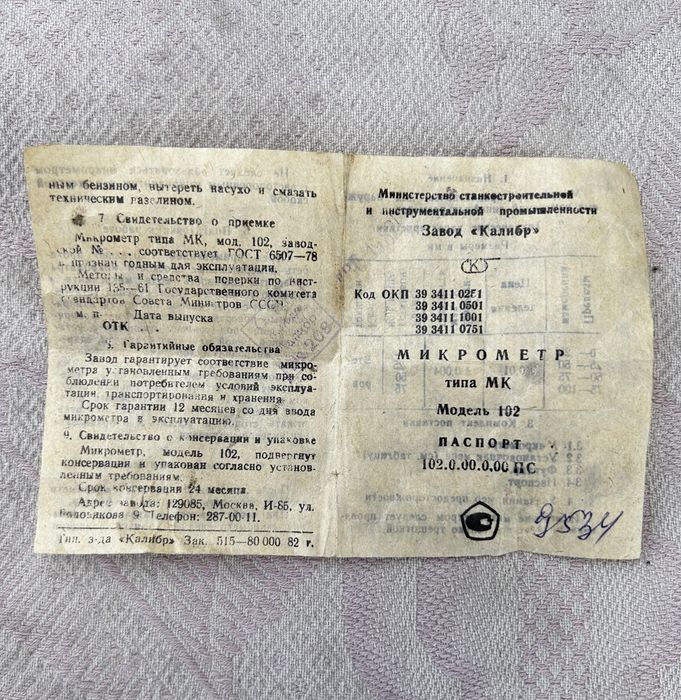 ным бензином, вытереть насухо и смазать
техническим вазелином.
7 Свидетельство о приемке
Микрометр типа МК, мод. 102, завод-
ской № . . . соответствует ГОСТ 6507—78
и признан годным для эксплуатации.
Методы и средства поверки по инст-
рукции 135—61 Государственного комитета
стандартов Совета Министров СССР
м. п. Дата выпуска
ОТК . . .
8. Гарантийные обязательства
Завод гарантирует соответствие микро-
метра установленным требованиям при со-
блюдении потребителем условий эксплуа-
тации, транспортирования и хранения
Срок гарантии 12 месяцев со дня ввода
микрометра в эксплуатацию.
9. Свидетельство о консервации и упаковке
Микрометр, модель 102, подвергнут
консервации и упакован согласно установ-
ленным требованиям.
Срок консервации 24 месяца
Адрес завода: 129085, Москва, И-85, ул.
Годовикова 9 Телефон: 287-00-11.
Тип. з-да «Калибр» Зак. 515—80 000 82 г.
Министерство станкостроительной
и инструментальной промышленности
Завод «Калибр»
К
Код ОКП 39 3411 0251
39 3411 0501
39 3411 1001
39 3411 0751
МИКРОМЕТР
типа МК
Модель 102
ПАСПОРТ
102.0.00.0.00 ПС
9534